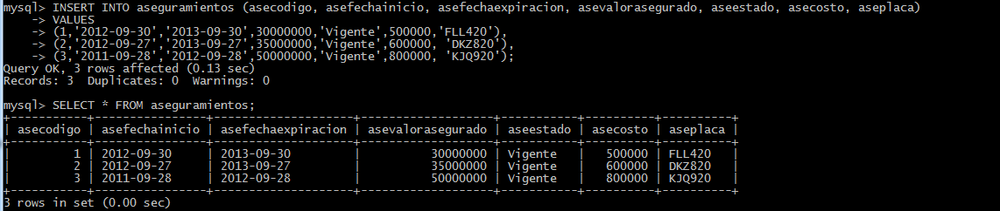 mysql> INSERT INTO aseguramientos (asecodigo, asefechainicio, asefechaexpiracion, asevalorasegurado, aseestado, asecosto, aseplaca)
    -> VALUES
    -> (1,'2012-09-30','2013-09-30',30000000,'Vigente',500000,'FLL420'),
    -> (2,'2012-09-27','2013-09-27',35000000,'Vigente',600000, 'DKZ820'),
    -> (3,'2011-09-28','2012-09-28',50000000,'Vigente',800000, 'KJQ920');
Query OK, 3 rows affected (0.13 sec)
Records: 3  Duplicates: 0  Warnings: 0

mysql> SELECT * FROM aseguramientos;
+-----------+----------------+--------------------+-------------------+-----------+----------+----------+
| asecodigo | asefechainicio | asefechaexpiracion | asevalorasegurado | aseestado | asecosto | aseplaca |
+-----------+----------------+--------------------+-------------------+-----------+----------+----------+
|         1 | 2012-09-30     | 2013-09-30         |          30000000 | Vigente   |   500000 | FLL420   |
|         2 | 2012-09-27     | 2013-09-27         |          35000000 | Vigente   |   600000 | DKZ820   |
|         3 | 2011-09-28     | 2012-09-28         |          50000000 | Vigente   |   800000 | KJQ920   |
+-----------+----------------+--------------------+-------------------+-----------+----------+----------+
3 rows in set (0.00 sec)